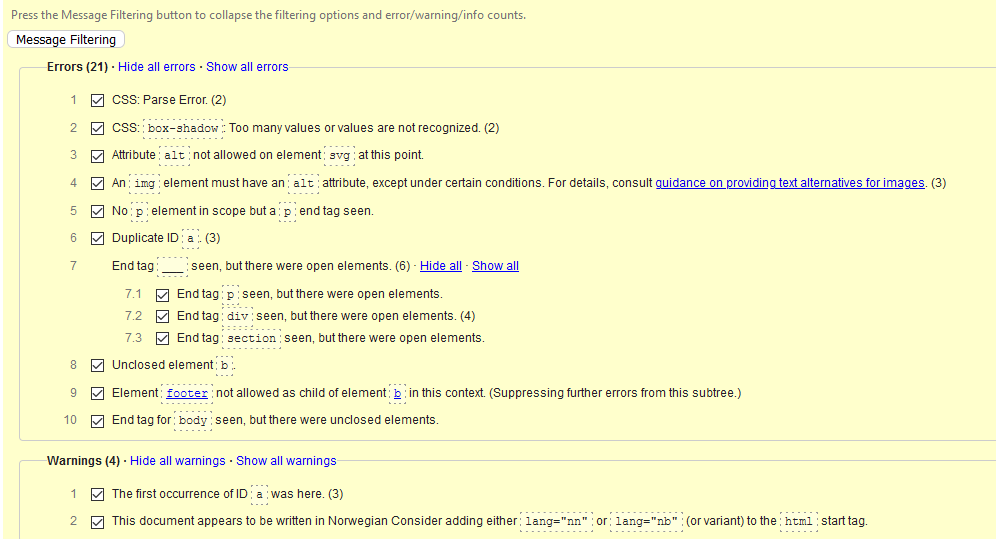 Press the Message Filtering button to collapse the filtering options and error/warning/info counts.
Message Filtering
Errors (21) · Hide all errors · Show all errors
1 CSS: Parse Error. (2)
2 CSS: box-shadow: Too many values or values are not recognized. (2)
3 Attribute alt not allowed on element svg at this point.
4 An img element must have an alt attribute, except under certain conditions. For details, consult guidance on providing text alternatives for images. (3)
5 No p element in scope but a p end tag seen.
6 Duplicate ID a. (3)
7 End tag ___ seen, but there were open elements. (6) · Hide all · Show all
7.1 End tag p seen, but there were open elements.
7.2 End tag div seen, but there were open elements. (4)
7.3 End tag section seen, but there were open elements.
8 Unclosed element b.
9 Element footer not allowed as child of element b in this context. (Suppressing further errors from this subtree.)
10 End tag for body seen, but there were unclosed elements.
Warnings (4) · Hide all warnings · Show all warnings
1 The first occurrence of ID a was here. (3)
2 This document appears to be written in Norwegian Consider adding either lang="nn" or lang="nb" (or variant) to the html start tag.